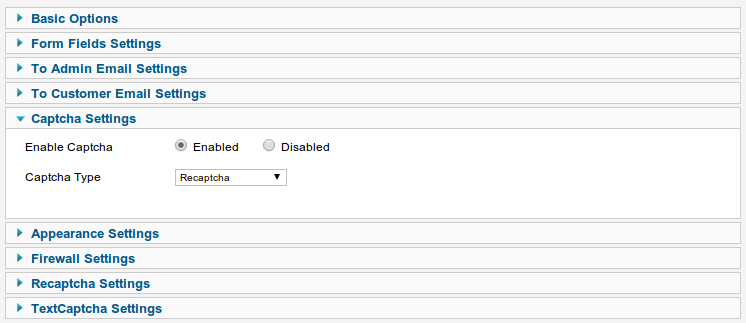 Basic Options
Form Fields Settings
To Admin Email Settings
To Customer Email Settings
Captcha Settings
Enable Captcha Enabled Disabled
Captcha Type Recaptcha
Appearance Settings
Firewall Settings
Recaptcha Settings
TextCaptcha Settings